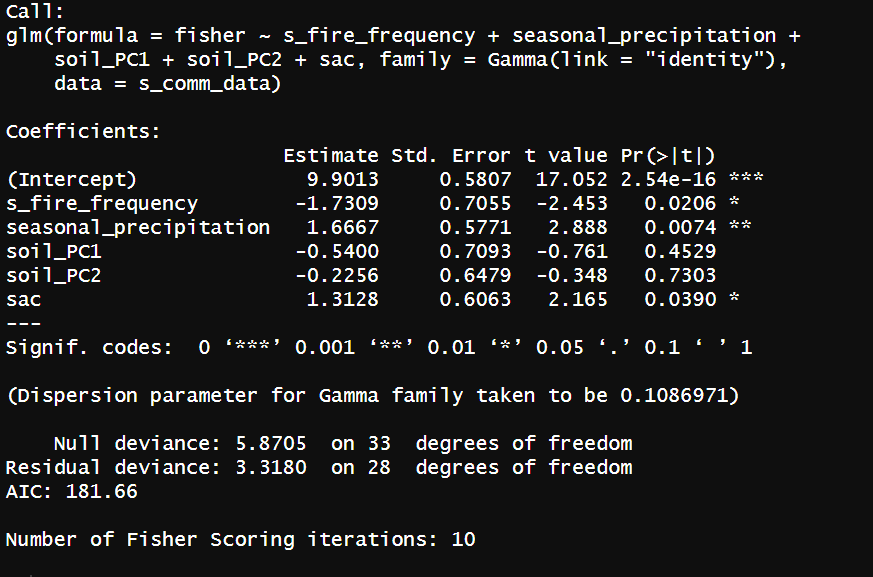 Call:
glm(formula = fisher ~ s_fire_frequency + seasonal_precipitation +
    soil_PC1 + soil_PC2 + sac, family = Gamma(link = "identity"),
    data = s_comm_data)

Coefficients:
                       Estimate Std. Error t value Pr(>|t|)
(Intercept)              9.9013     0.5807  17.052 2.54e-16 ***
s_fire_frequency        -1.7309     0.7055  -2.453   0.0206 *
seasonal_precipitation   1.6667     0.5771   2.888   0.0074 **
soil_PC1                -0.5400     0.7093  -0.761   0.4529
soil_PC2                -0.2256     0.6479  -0.348   0.7303
sac                      1.3128     0.6063   2.165   0.0390 *
---
Signif. codes:  0 ‘***’ 0.001 ‘**’ 0.01 ‘*’ 0.05 ‘.’ 0.1 ‘ ’ 1

(Dispersion parameter for Gamma family taken to be 0.1086971)

    Null deviance: 5.8705  on 33  degrees of freedom
Residual deviance: 3.3180  on 28  degrees of freedom
AIC: 181.66

Number of Fisher Scoring iterations: 10